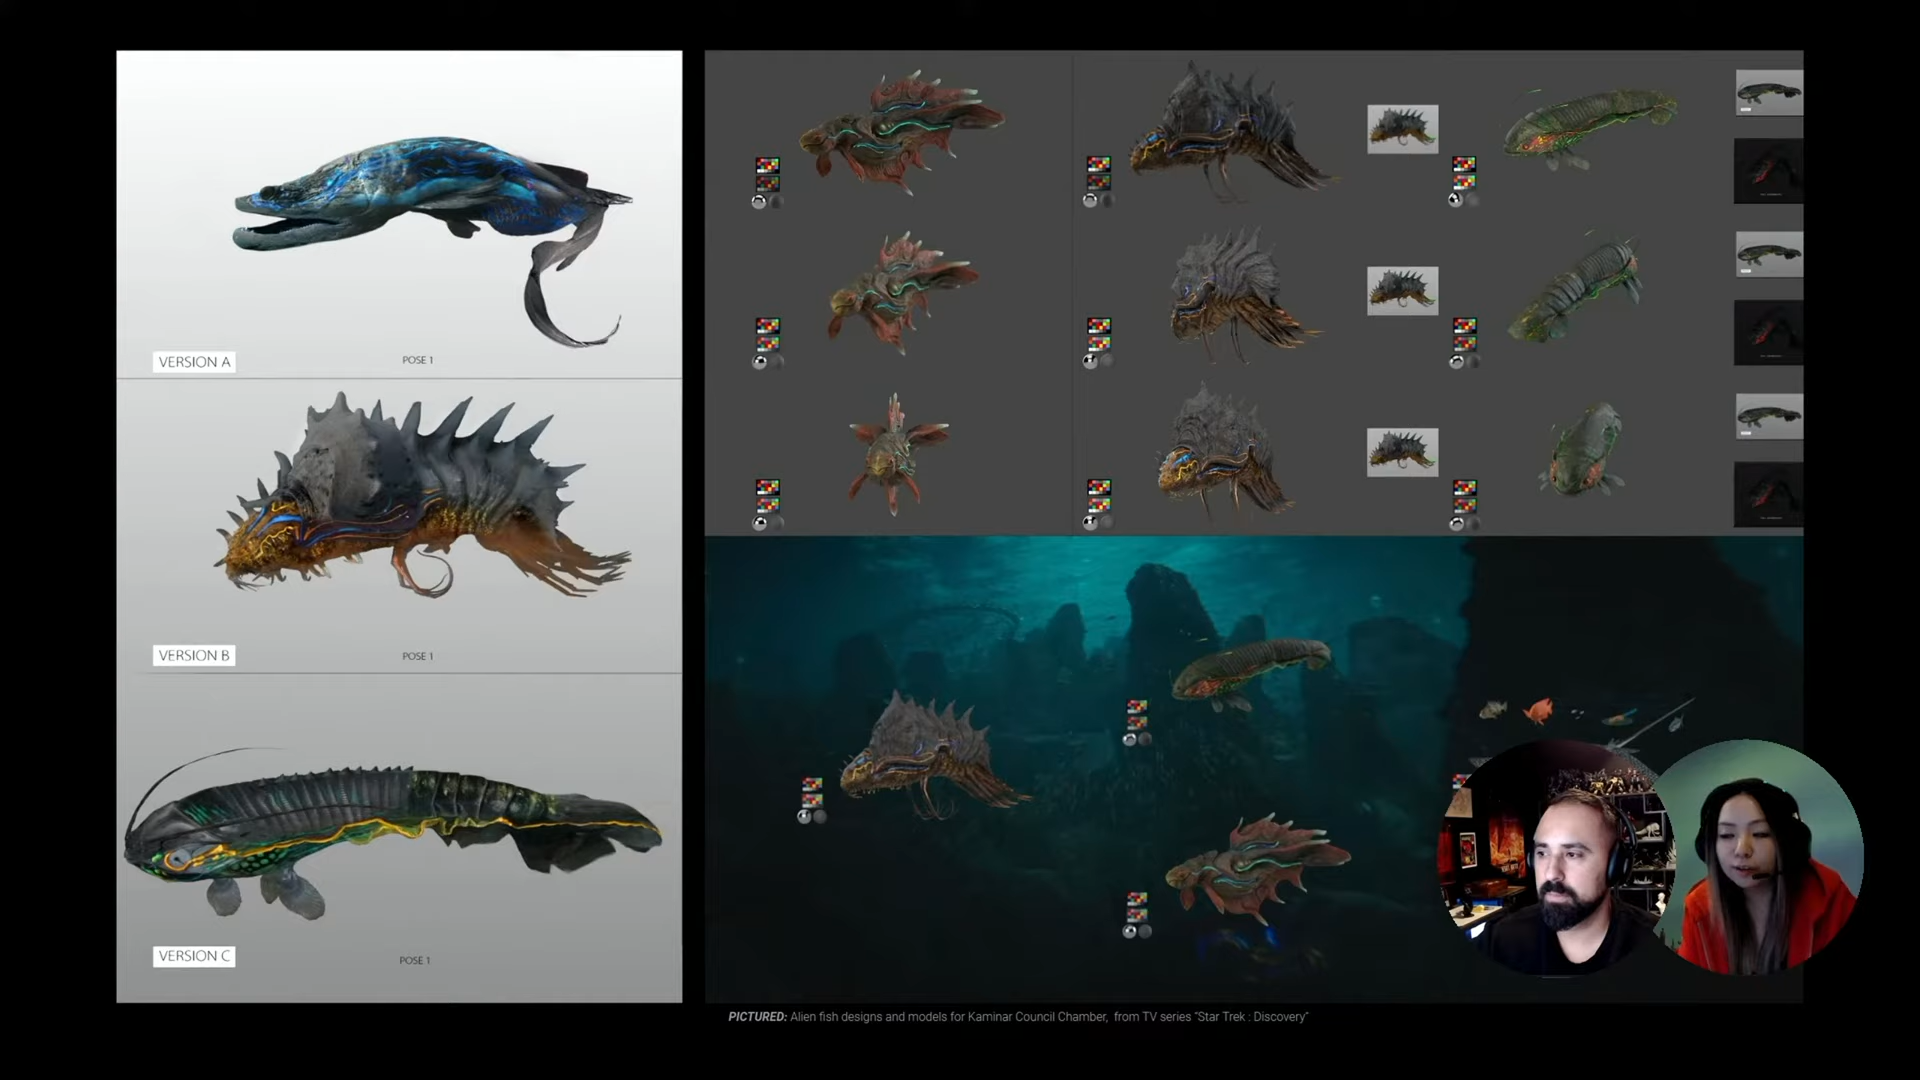 VERSION A
POSE 1
VERSION B
POSE 1
VERSION C
POSE 1
PICTURED: Alien fish designs and models for Kaminar Council Chamber, from TV series "Star Trek : Discovery"